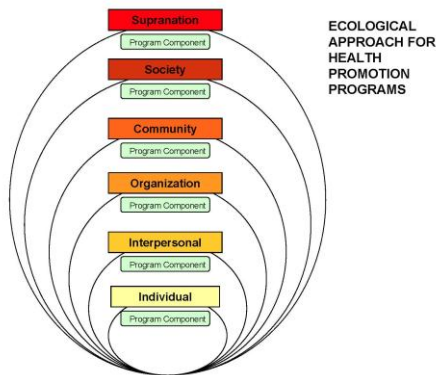 Supranation
Program Component
Society
Program Component
Community
Program Component
Organization
Program Component
Interpersonal
Program Component
Individual
Program Component
ECOLOGICAL
APPROACH FOR
HEALTH
PROMOTION
PROGRAMS